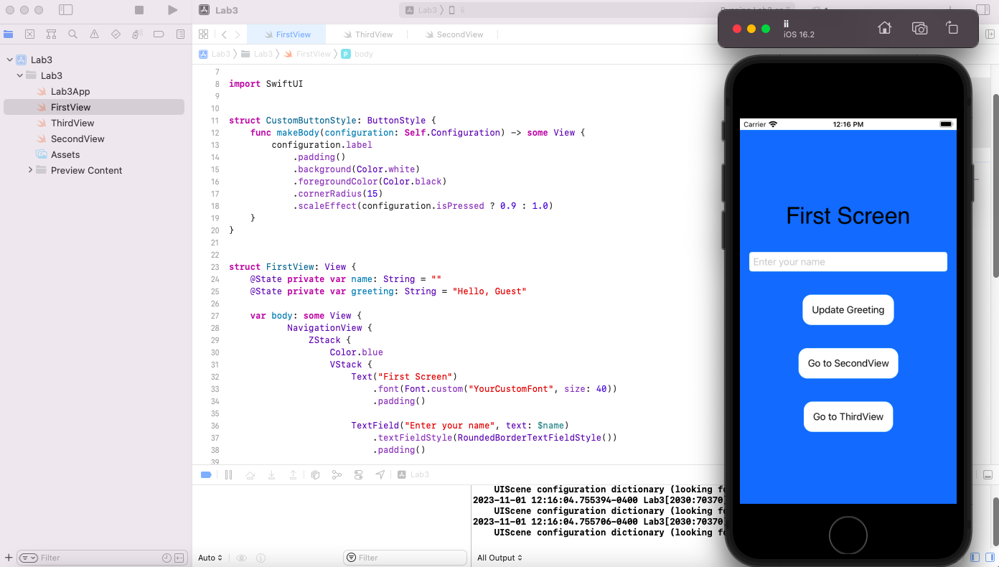 Lab3
Lab3 〉 ii
ii
iOS 16.2
FirstView
ThirdView
SecondView
Lab3 〉 Lab3 〉 FirstView 〉 P body
Lab3
Lab3
Lab3App
FirstView
ThirdView
SecondView
Assets
Preview Content
7
8 import SwiftUI
9
10
11 struct CustomButtonStyle: ButtonStyle {
12 func makeBody(configuration: Self.Configuration) -> some View {
13 configuration.label
14 .padding()
15 .background(Color.white)
16 .foregroundColor(Color.black)
17 .cornerRadius(15)
18 .scaleEffect(configuration.isPressed ? 0.9 : 1.0)
19 }
20 }
21
22
23 struct FirstView: View {
24 @State private var name: String = ""
25 @State private var greeting: String = "Hello, Guest"
26
27 var body: some View {
28 NavigationView {
29 ZStack {
30 Color.blue
31 VStack {
32 Text("First Screen")
33 .font(Font.custom("YourCustomFont", size: 40))
34 .padding()
35
36 TextField("Enter your name", text: $name)
37 .textFieldStyle(RoundedBorderTextFieldStyle())
38 .padding()
39
Lab3
UIScene configuration dictionary (looking fo
2023-11-01 12:16:04.755394-0400 Lab3[2030:70370]
UIScene configuration dictionary (looking fo
2023-11-01 12:16:04.755706-0400 Lab3[2030:70370]
UIScene configuration dictionary (looking fo
Filter
Auto
Filter
All Output
Carrier
12:16 PM
First Screen
Enter your name
Update Greeting
Go to SecondView
Go to ThirdView